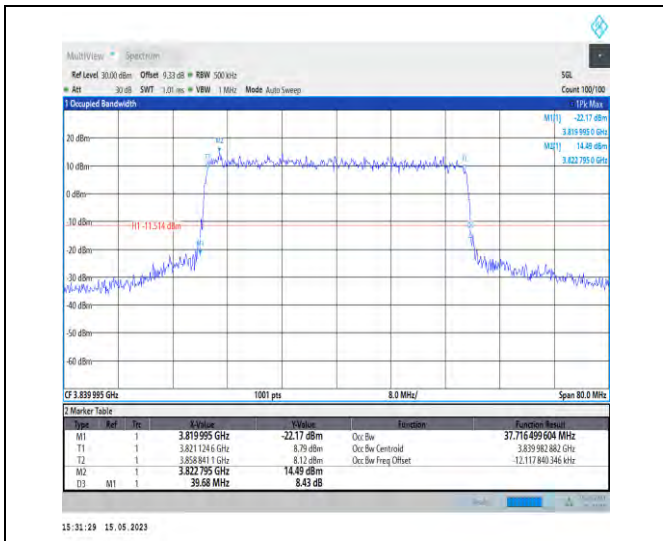 MultiView Spectrum
Ref Level 30.00 dBm Offset 9.33 dB RBW 500 kHz SGL
Att 30 dB SWT 1.01 ms VBW 1 MHz Mode Auto Sweep Count 100/100
1 Occupied Bandwidth 1Pk Max
M1[1] -22.17 dBm
3.819 995 0 GHz
M2[1] 14.49 dBm
3.822 795 0 GHz
20 dBm
M2
T1
10 dBm
0 dBm
-10 dBm
H1 -11.514 dBm
M1
-20 dBm
-30 dBm
-40 dBm
-50 dBm
-60 dBm
CF 3.839 995 GHz 1001 pts 8.0 MHz/ Span 80.0 MHz
2 Marker Table
Type Ref Trc X-Value Y-Value Function Function Result
M1 1 3.819995 GHz -22.17 dBm Occ Bw 37.716 499 604 MHz
T1 1 3.821 124 6 GHz 8.79 dBm Occ Bw Centroid 3.839 982 882 GHz
T2 1 3.858 841 1 GHz 8.12 dBm Occ Bw Freq Offset -12.117 840 346 kHz
M2 1 3.822795 GHz 14.49 dBm
D3 M1 1 39.68 MHz 8.43 dB
15:31:29 15.05.2023